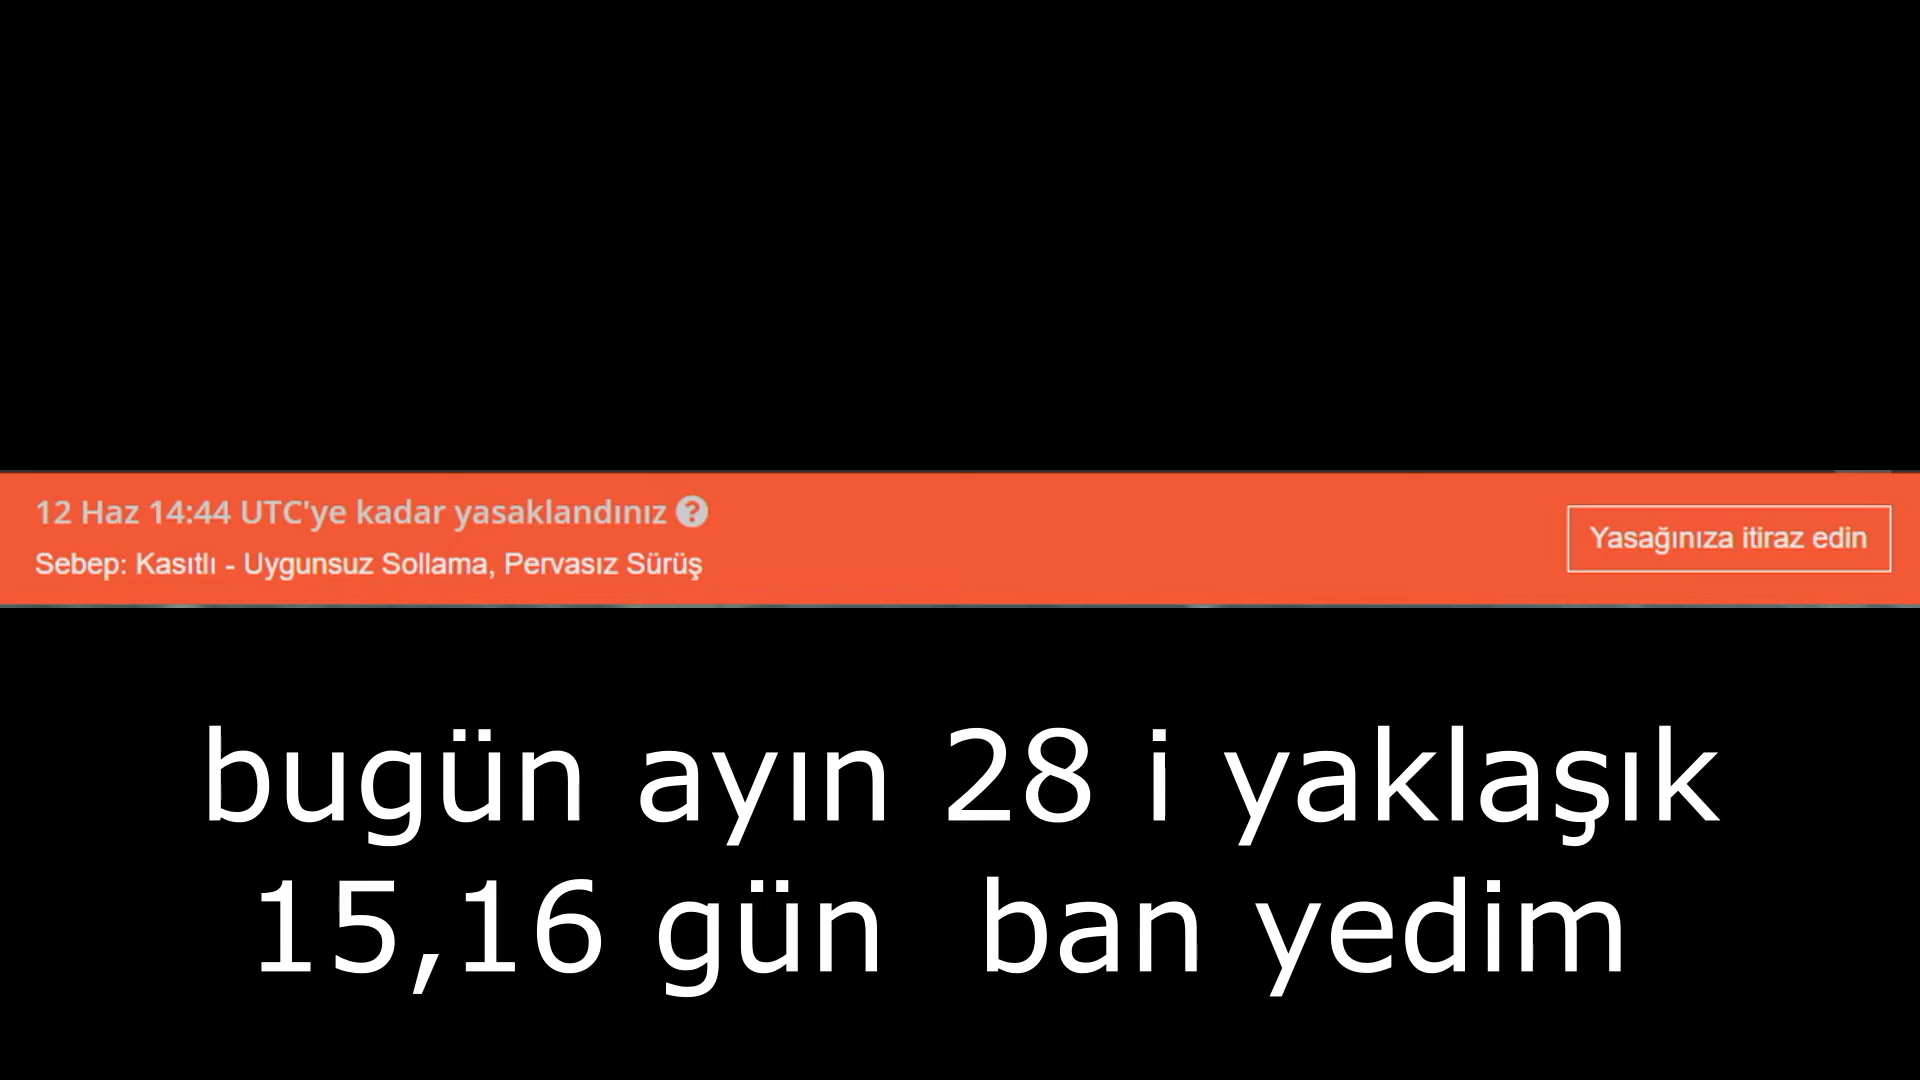 12 Haz 14:44 UTC'ye kadar yasaklandınız ?
Sebep: Kasıtlı - Uygunsuz Sollama, Pervasız Sürüş
Yasağınıza itiraz edin
bugün ayın 28 i yaklaşık
15,16 gün  ban yedim